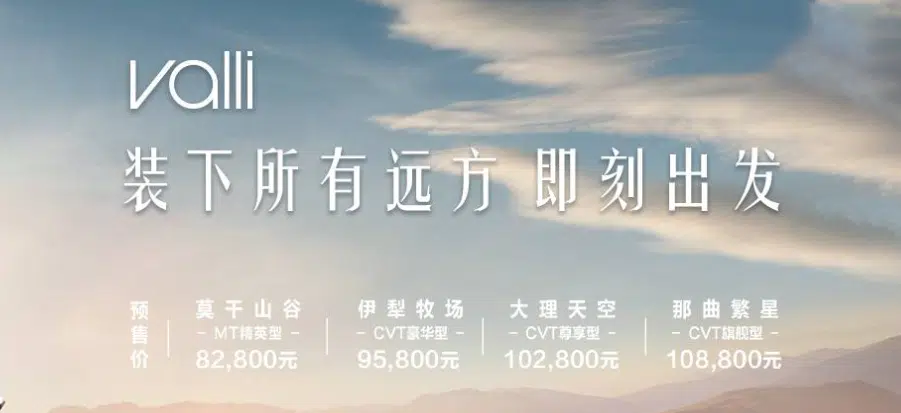 Valli
装下所有远方 即刻出发
预售价
莫干山谷 伊犁牧场 大理天空 那曲繁星
- MT精英型 - - CVT豪华型 - - CVT尊享型 - - CVT旗舰型 -
82,800元 95,800元 102,800元 108,800元